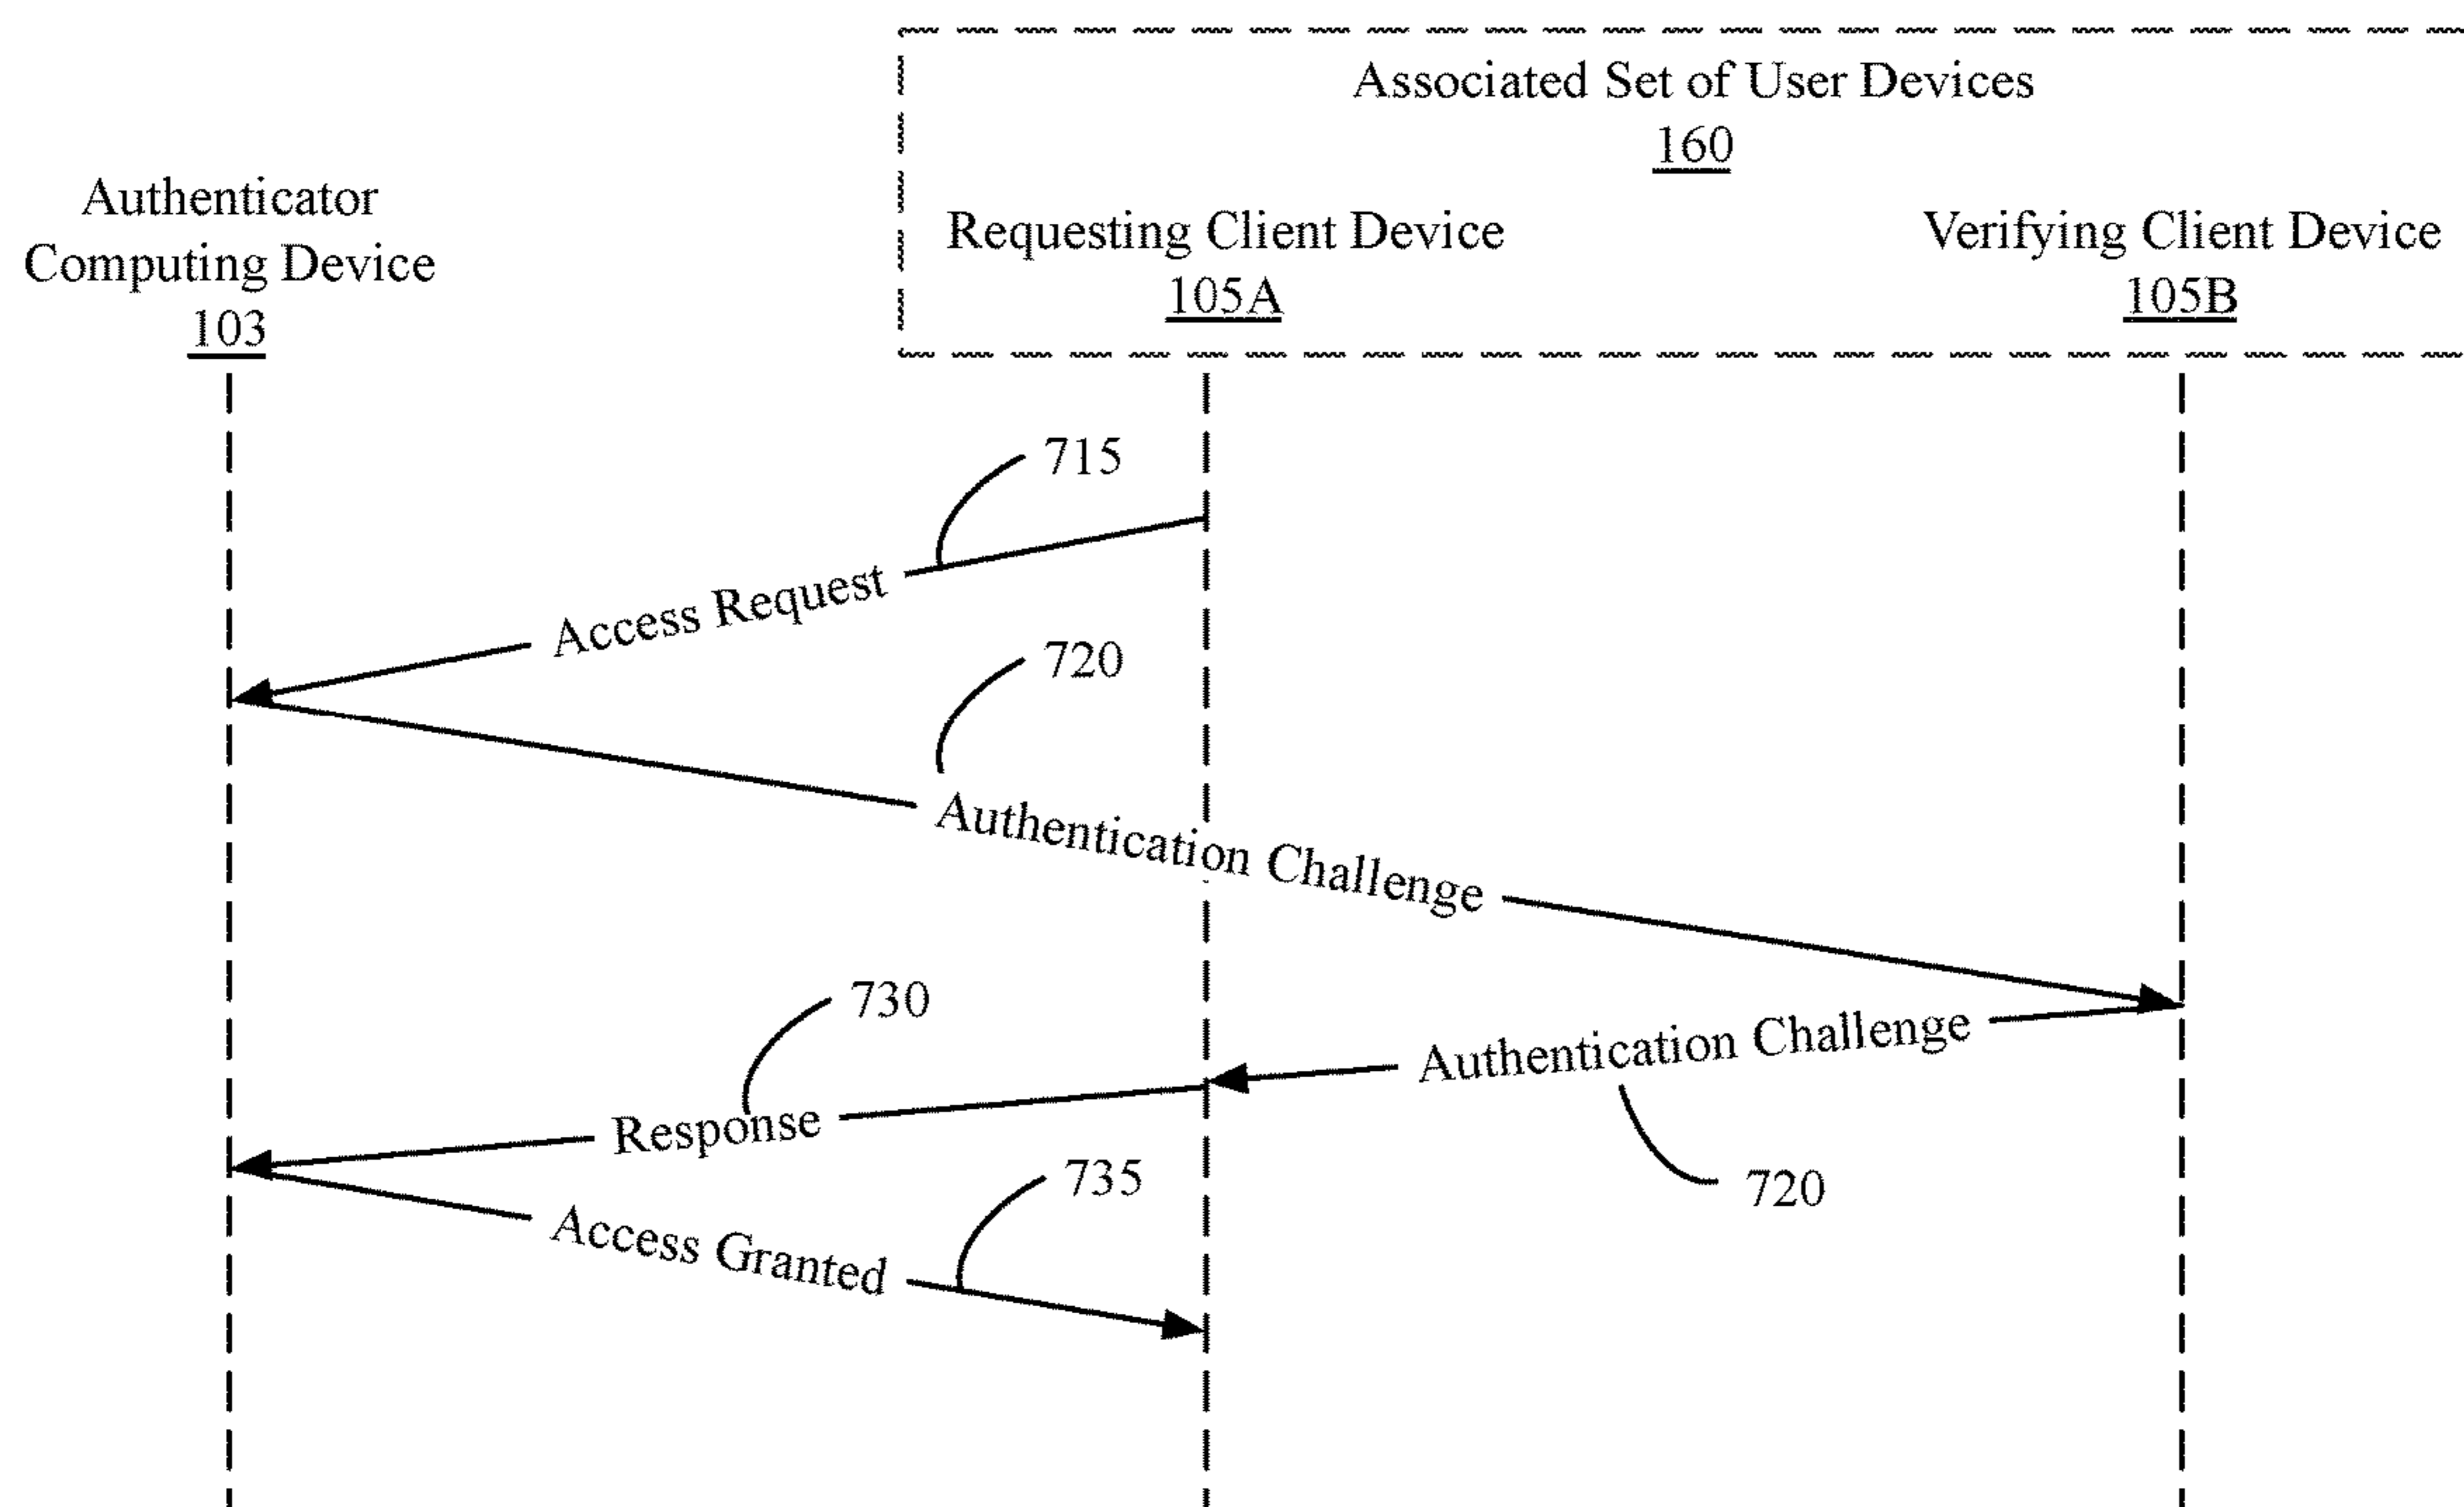 Associated Set of User Devices
160
Authenticator
Computing Device
103
Requesting Client Device
105A
Verifying Client Device
105B
715
Access Request
720
Authentication Challenge
730
Authentication Challenge
Response
735
720
Access Granted